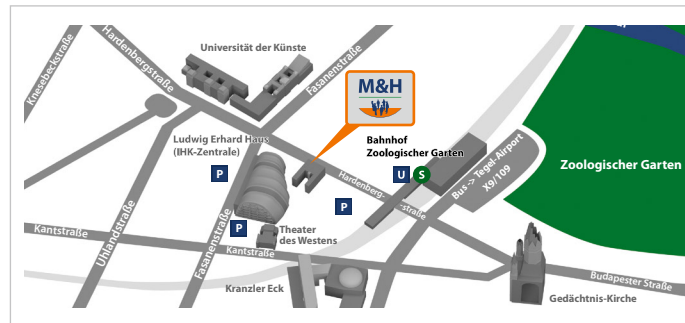 Knesebeckstraße
Hardenbergstraße
Universität der Künste
Fasanenstraße
M&H
Ludwig Erhard Haus
(IHK-Zentrale)
Bahnhof
Zoologischer Garten
P
U
S
Hardenberg-
straße
Bus -> Tegel-Airport
X9/109
Zoologischer Garten
P
P
Uhlandstraße
Kantstraße
Fasanenstraße
Theater
des Westens
Kantstraße
Kranzler Eck
Budapester Straße
Gedächtnis-Kirche